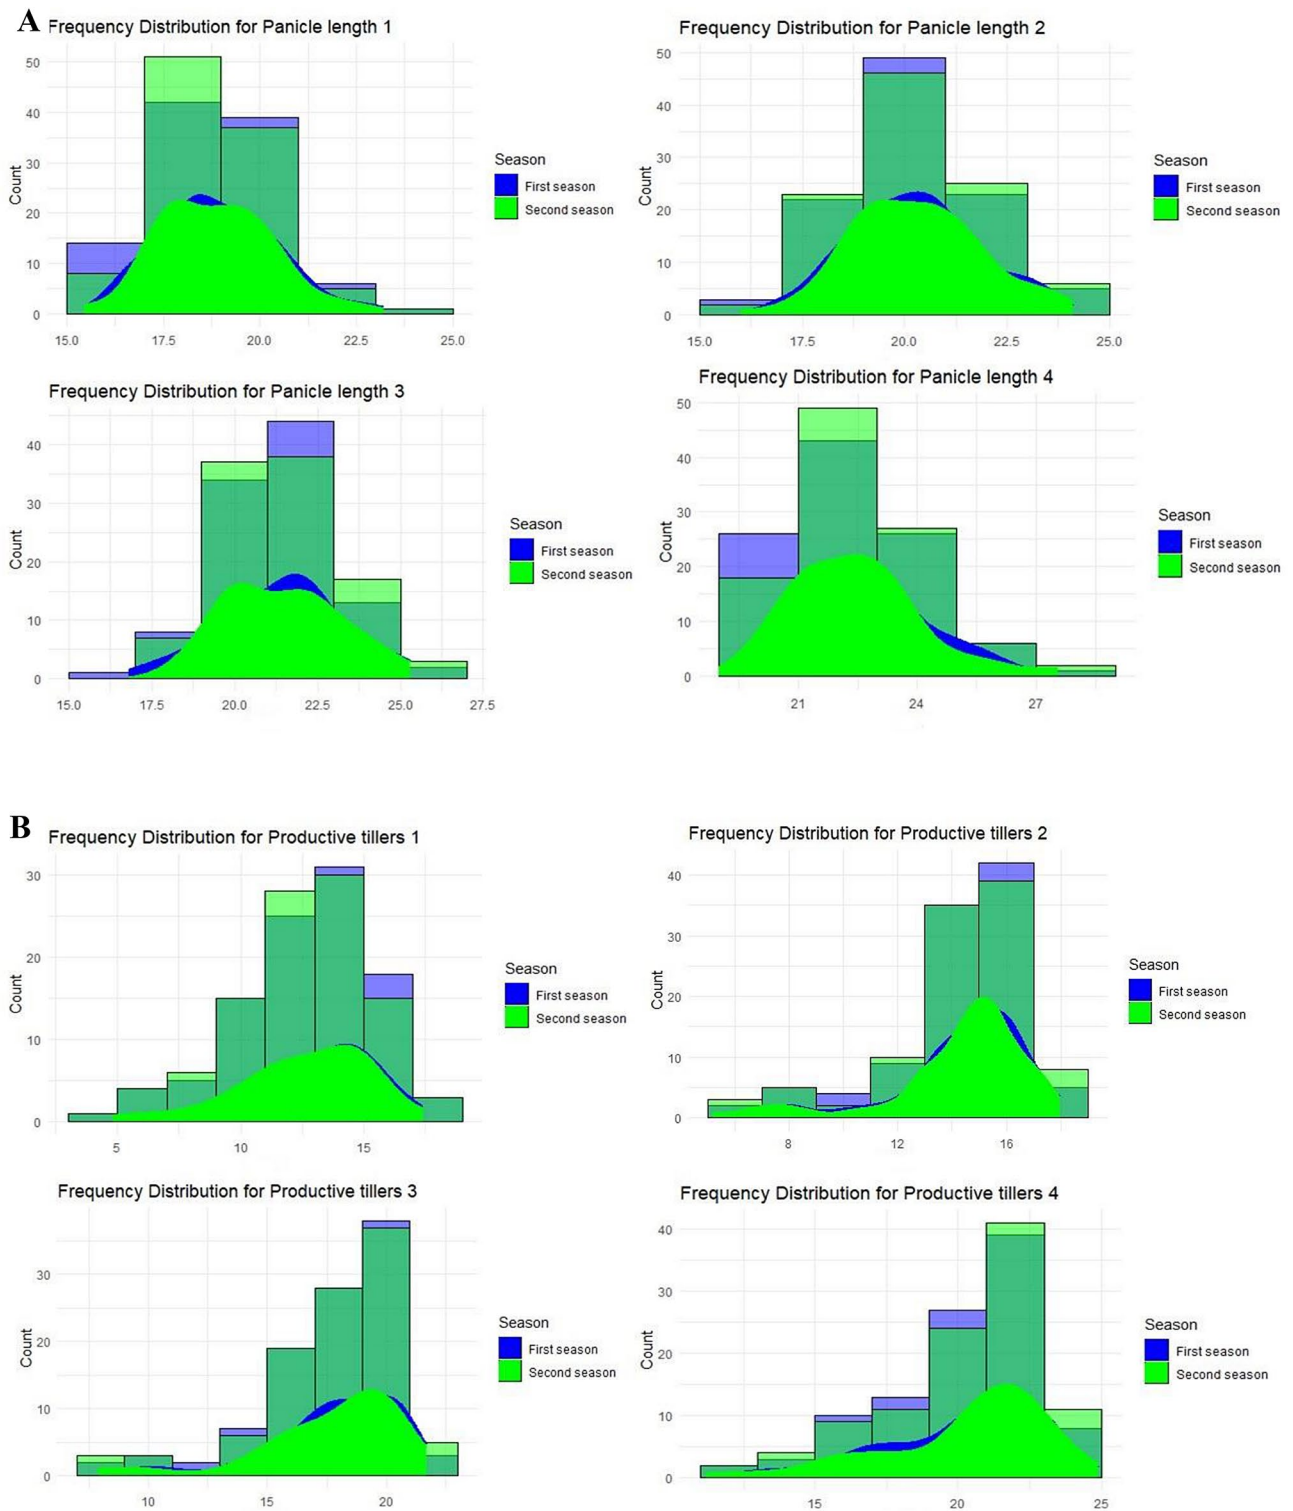 A
Frequency Distribution for Panicle length 1
Count
50
40
30
20
10
0
15.0 17.5 20.0 22.5 25.0
Season
First season
Second season
Frequency Distribution for Panicle length 2
Count
50
40
30
20
10
0
15.0 17.5 20.0 22.5 25.0
Season
First season
Second season
Frequency Distribution for Panicle length 3
Count
40
30
20
10
0
15.0 17.5 20.0 22.5 25.0 27.5
Season
First season
Second season
Frequency Distribution for Panicle length 4
Count
50
40
30
20
10
0
21 24 27
Season
First season
Second season
B
Frequency Distribution for Productive tillers 1
Count
30
20
10
0
5 10 15
Season
First season
Second season
Frequency Distribution for Productive tillers 2
Count
40
30
20
10
0
8 12 16
Season
First season
Second season
Frequency Distribution for Productive tillers 3
Count
30
20
10
0
10 15 20
Season
First season
Second season
Frequency Distribution for Productive tillers 4
Count
40
30
20
10
0
15 20 25
Season
First season
Second season